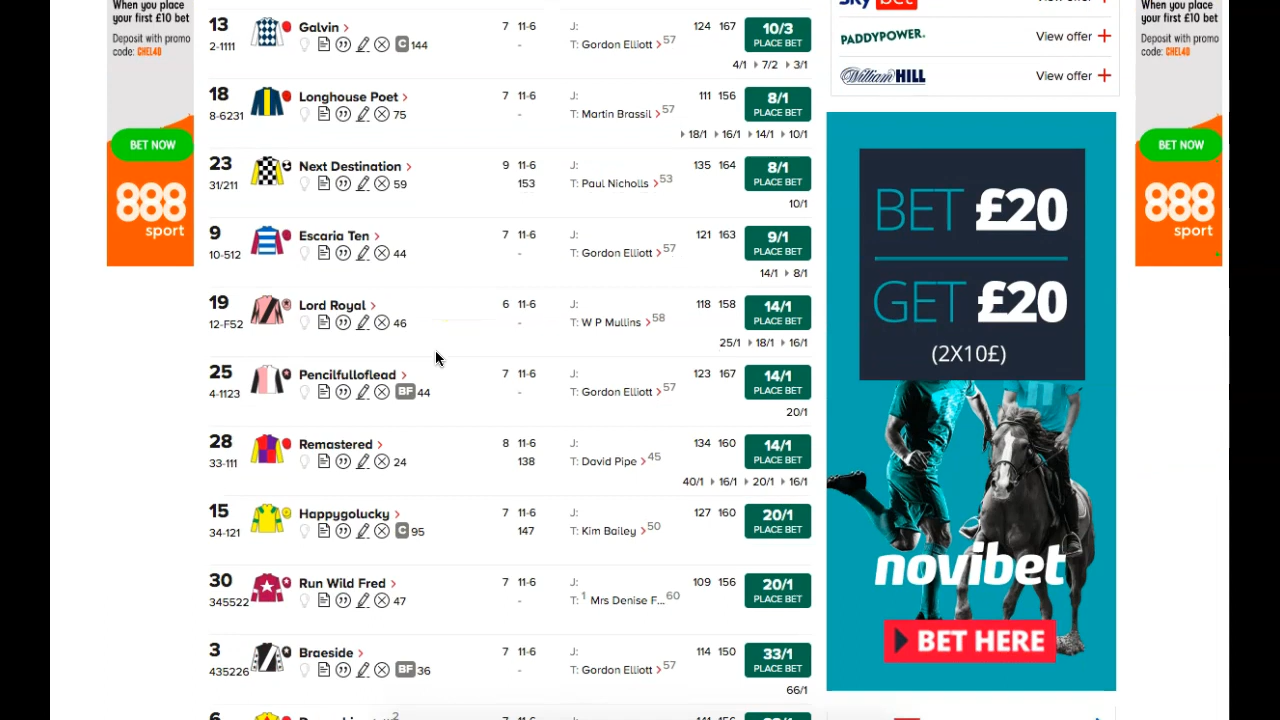 When you place
your first £10 bet
Deposit with promo
code: CHEL40
BET NOW
888
sport
13
2-1111
Galvin >
C 144
7 11-6
J:
T: Gordon Elliott > 57
124 167
10/3
PLACE BET
4/1 7/2 3/1
18
8-6231
Longhouse Poet >
75
7 11-6
-
J:
T: Martin Brassil > 57
111 156
8/1
PLACE BET
18/1 16/1 14/1 10/1
23
31/211
Next Destination >
59
9 11-6
153
J:
T: Paul Nicholls > 53
135 164
8/1
PLACE BET
10/1
9
10-512
Escaria Ten >
44
7 11-6
-
J:
T: Gordon Elliott > 57
121 163
9/1
PLACE BET
14/1 8/1
19
12-F52
Lord Royal >
46
6 11-6
-
J:
T: W P Mullins > 58
118 158
14/1
PLACE BET
25/1 18/1 16/1
25
4-1123
Pencilfulloflead >
BF 44
7 11-6
-
J:
T: Gordon Elliott > 57
123 167
14/1
PLACE BET
20/1
28
33-111
Remastered >
24
8 11-6
138
J:
T: David Pipe > 45
134 160
14/1
PLACE BET
40/1 16/1 20/1 16/1
15
34-121
Happygolucky >
C 95
7 11-6
147
J:
T: Kim Bailey > 50
127 160
20/1
PLACE BET
30
345522
Run Wild Fred >
47
7 11-6
-
J:
T: 1 Mrs Denise F... 60
109 156
20/1
PLACE BET
3
435226
Braeside >
BF 36
7 11-6
-
J:
T: Gordon Elliott > 57
114 150
33/1
PLACE BET
66/1
sky bet
View offer +
PADDYPOWER.
View offer +
William HILL
View offer +
BET £20
GET £20
(2X10£)
novibet
BET HERE
When you place
your first £10 bet
Deposit with promo
code: CHEL40
BET NOW
888
sport